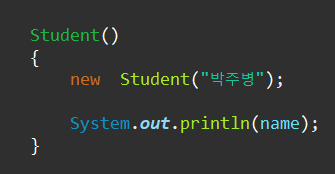 Student()
{
new  Student("박주병");
System.out.println(name);
}